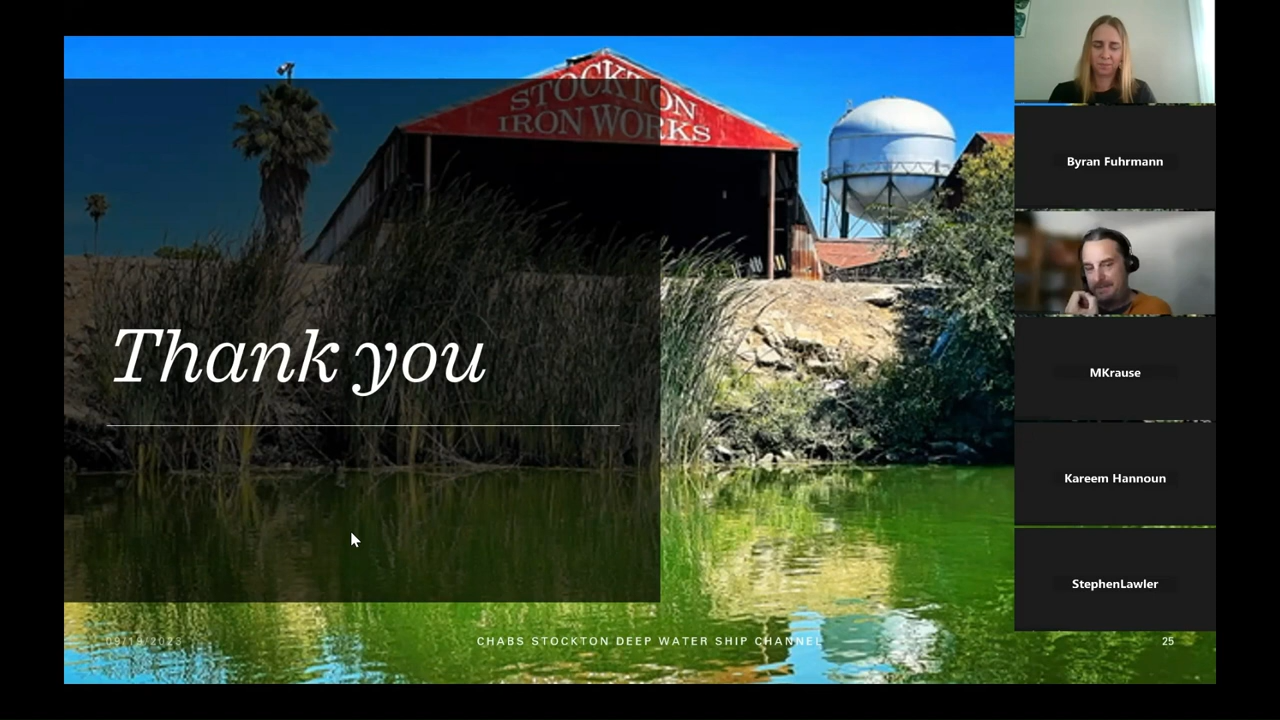 STOCKTON
IRON WORKS
Thank you
09/19/2023
CHABS STOCKTON DEEP WATER SHIP CHANNEL
25
Byran Fuhrmann
MKrause
Kareem Hannoun
StephenLawler